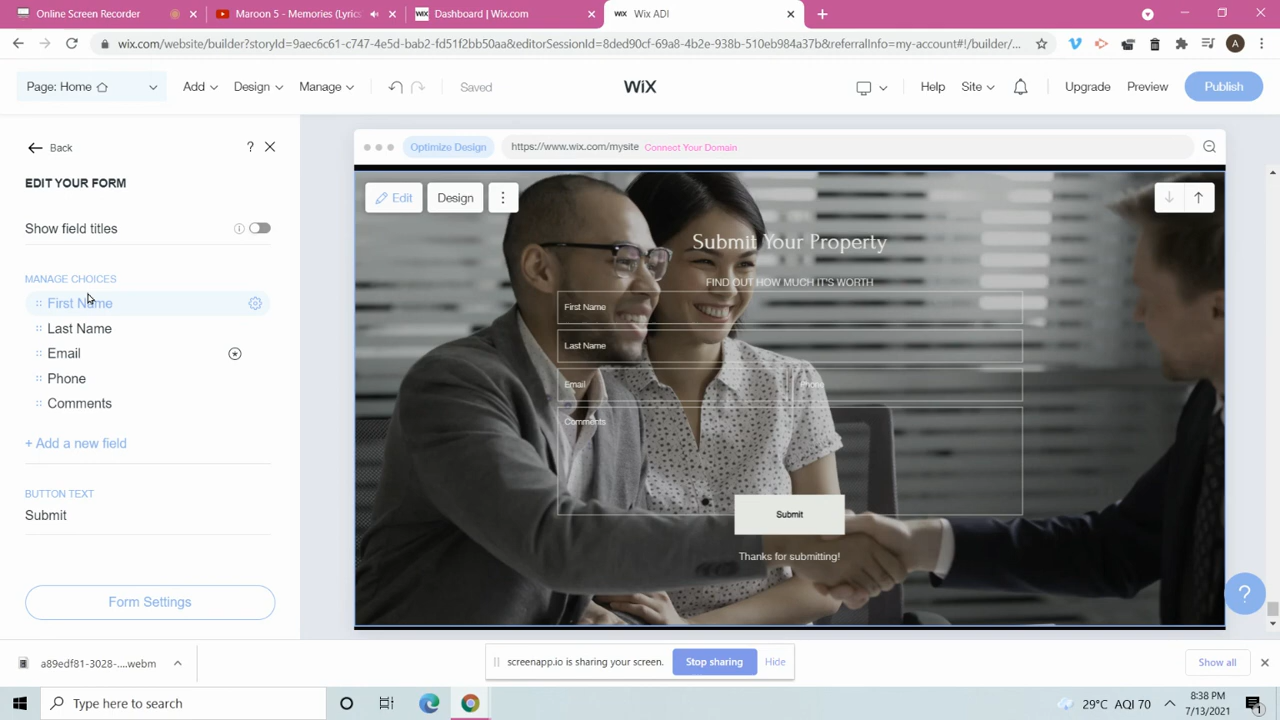 Online Screen Recorder
Maroon 5 - Memories (Lyrics
WiX Dashboard | Wix.com
WiX Wix ADI
wix.com/website/builder?storyId=9aec6c61-c747-4e5d-bab2-fd51f2bb50aa&editorSessionId=8ded90cf-69a8-4b2e-938b-510eb984a37b&referralInfo=my-account#!/builder/...
A
Page: Home
Add
Design
Manage
Saved
WiX
Help
Site
Upgrade
Preview
Publish
Back
?
Optimize Design
https://www.wix.com/mysite
Connect Your Domain
EDIT YOUR FORM
Edit
Design
Show field titles
Submit Your Property
MANAGE CHOICES
FIND OUT HOW MUCH IT'S WORTH
First Name
Last Name
Email
Phone
Comments
+ Add a new field
BUTTON TEXT
Submit
Form Settings
First Name
Last Name
Email
Phone
Comments
Submit
Thanks for submitting!
?
a89edf81-3028-....webm
screenapp.io is sharing your screen.
Stop sharing
Hide
Show all
Type here to search
29°C AQI 70
8:38 PM
7/13/2021
1